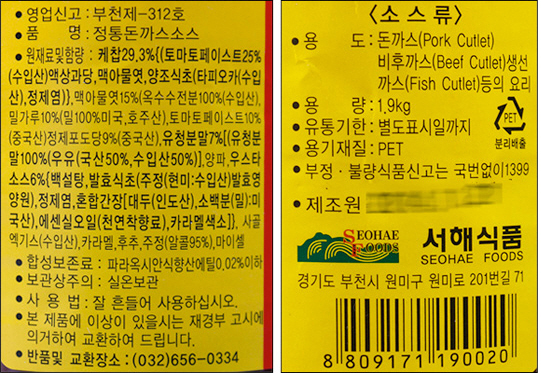 • 영업신고 : 부천제-312호
• 품 명 : 정통돈까스소스
• 원재료및함량 : 케찹29.3%{(토마토페이스트25%
(수입산)액상과당,맥아물엿,양조식초(타피오카(수입
산),정제염)},맥아물엿15%(옥수수전분100%(수입산),
밀가루10%(밀100%미국,호주산),토마토페이스트10%
(중국산)정제포도당9%(중국산),유청분말7%[(유청분
말100%(우유(국산50%,수입산50%)],양파,우스타
소스6%{백설탕,발효식초(주정(현미:수입산)발효영
양원),정제염,혼합간장[대두(인도산),소백분(밀):미
국산),에센실오일(천연착향료),카라멜색소]}, 사골
엑기스(수입산),카라멜,후추,주정(알콜95%),마이셀
• 합성보존료 : 파라옥시안식향산에틸0.02%이하
• 보관상주의 : 실온보관
• 사 용 법 : 잘 흔들어 사용하십시오.
• 본 제품에 이상이 있을시는 재경부 고시에
의거하여 교환하여 드립니다.
• 반품및 교환장소 : (032)656-0334
〈소스류〉
• 용 도 : 돈까스(Pork Cutlet)
비후까스(Beef Cutlet)생선
까스(Fish Cutlet)등의 요리
• 용 량 : 1.9kg
• 유통기한 : 별도표시일까지
• 용기재질 : PET
PET
분리배출
• 부정·불량식품신고는 국번없이1399
• 제조원
SEOHAE
FOODS
서해식품
SEOHAE FOODS
경기도 부천시 원미구 원미로 201번길 71
8 809171 190020